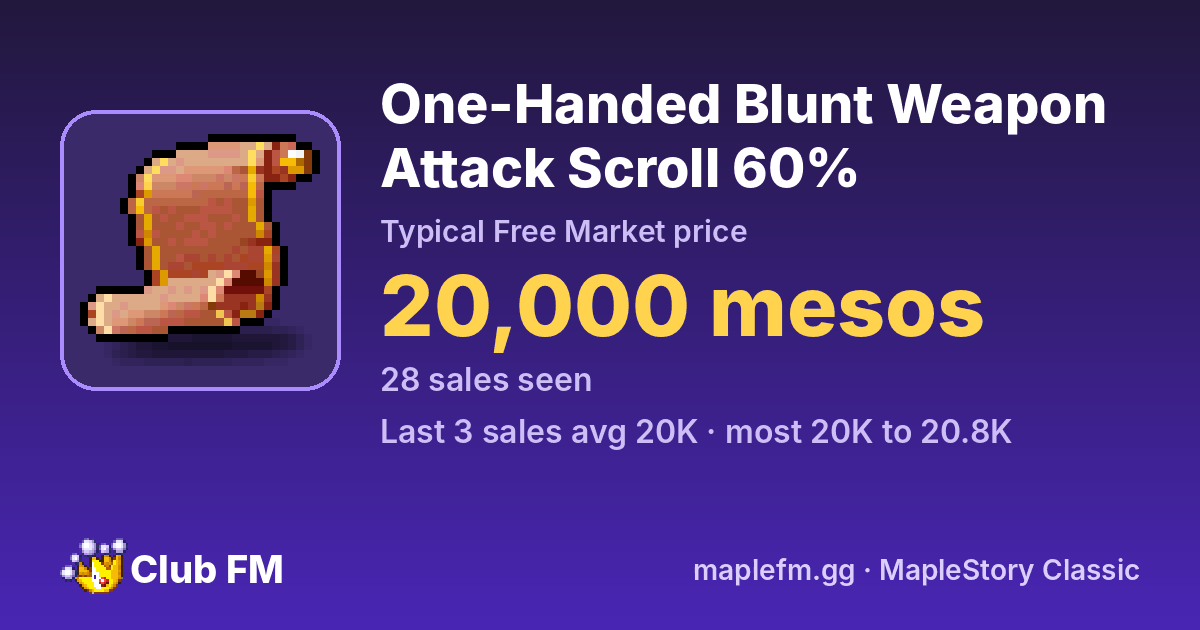 One-Handed Blunt Weapon
Attack Scroll 60%
Typical Free Market price
20,000 mesos
28 sales seen
Last 3 sales avg 20K · most 20K to 20.8K
Club FM
maplefm.gg · MapleStory Classic